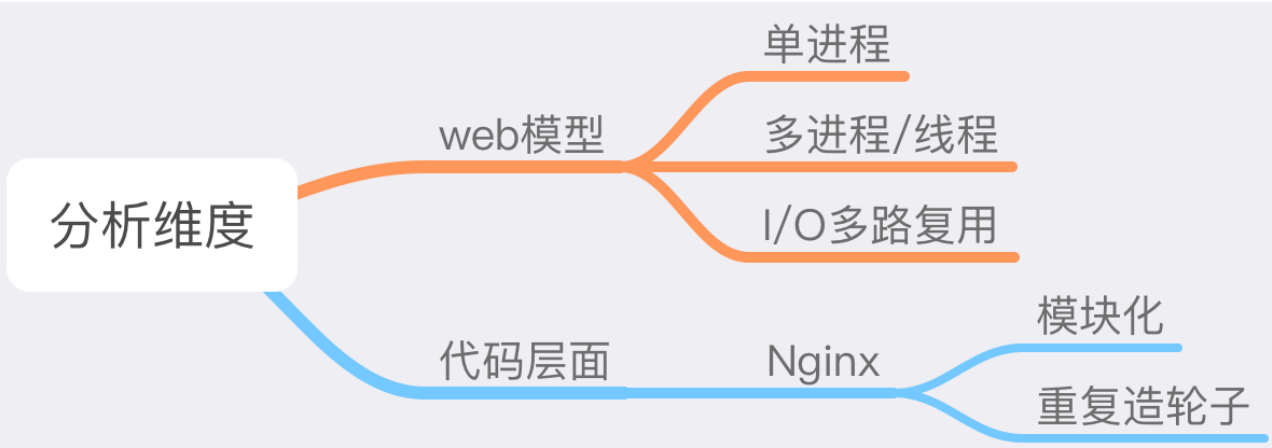 单进程
web模型
多进程/线程
分析维度
I/O多路复用
模块化
代码层面
Nginx
重复造轮子